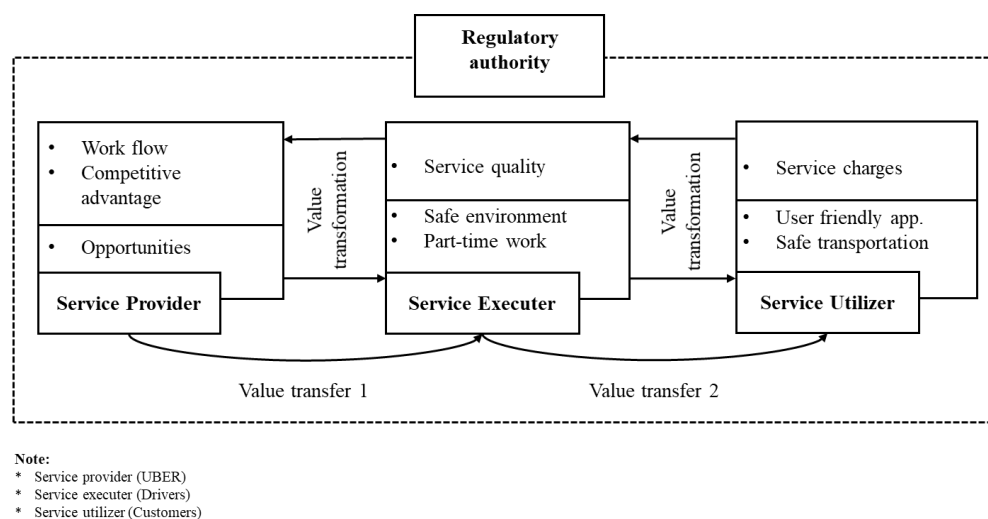 Regulatory
authority
• Work flow
• Competitive
advantage
• Opportunities
Service Provider
Value
transformation
• Service quality
• Safe environment
• Part-time work
Service Executer
Value
transformation
• Service charges
• User friendly app.
• Safe transportation
Service Utilizer
Value transfer 1
Value transfer 2
Note:
* Service provider (UBER)
* Service executer (Drivers)
* Service utilizer (Customers)